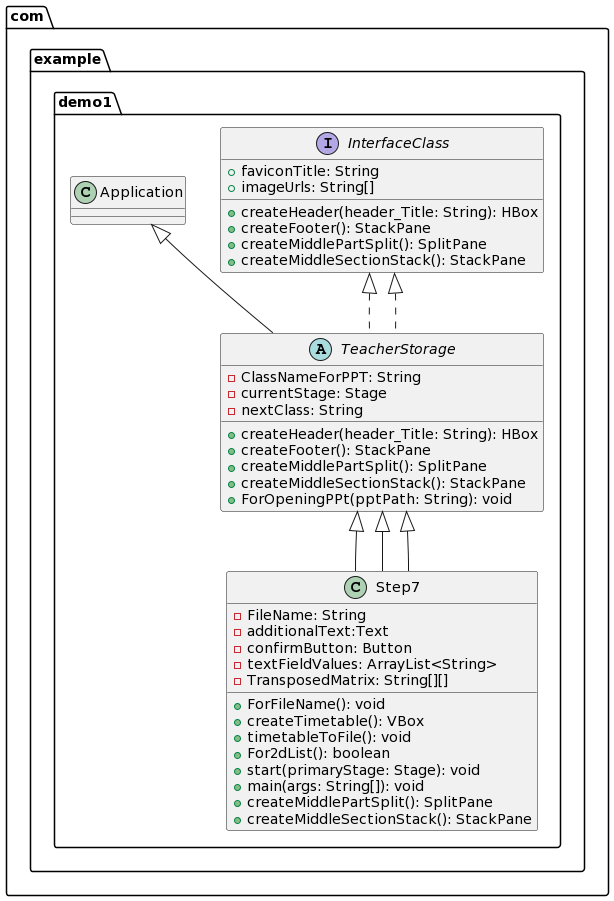 com
example
demo1
I InterfaceClass
faviconTitle: String
imageUrls: String[]
createHeader(header_Title: String): HBox
createFooter(): StackPane
createMiddlePartSplit(): SplitPane
createMiddleSectionStack(): StackPane
C Application
A TeacherStorage
ClassNameForPPT: String
currentStage: Stage
nextClass: String
createHeader(header_Title: String): HBox
createFooter(): StackPane
createMiddlePartSplit(): SplitPane
createMiddleSectionStack(): StackPane
ForOpeningPPt(pptPath: String): void
C Step7
FileName: String
additionalText:Text
confirmButton: Button
textFieldValues: ArrayList<String>
TransposedMatrix: String[][]
ForFileName(): void
createTimetable(): VBox
timetableToFile(): void
For2dList(): boolean
start(primaryStage: Stage): void
main(args: String[]): void
createMiddlePartSplit(): SplitPane
createMiddleSectionStack(): StackPane